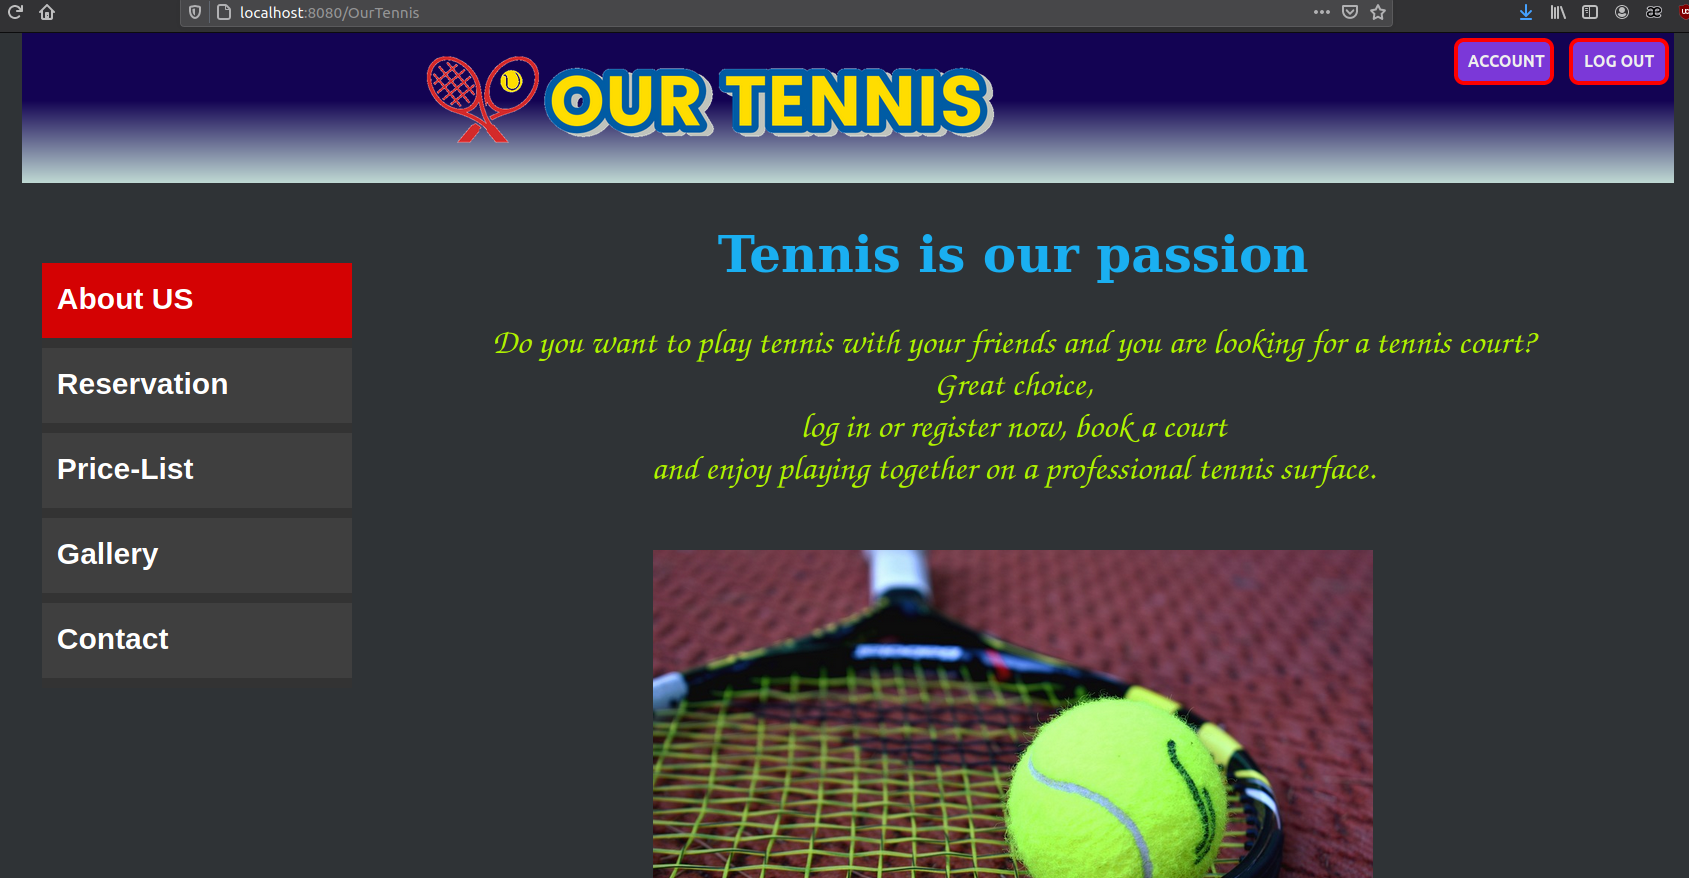 localhost:8080/OurTennis
OUR TENNIS
ACCOUNT
LOG OUT
Tennis is our passion
About US
Reservation
Price-List
Gallery
Contact
Do you want to play tennis with your friends and you are looking for a tennis court?
Great choice,
log in or register now, book a court
and enjoy playing together on a professional tennis surface.